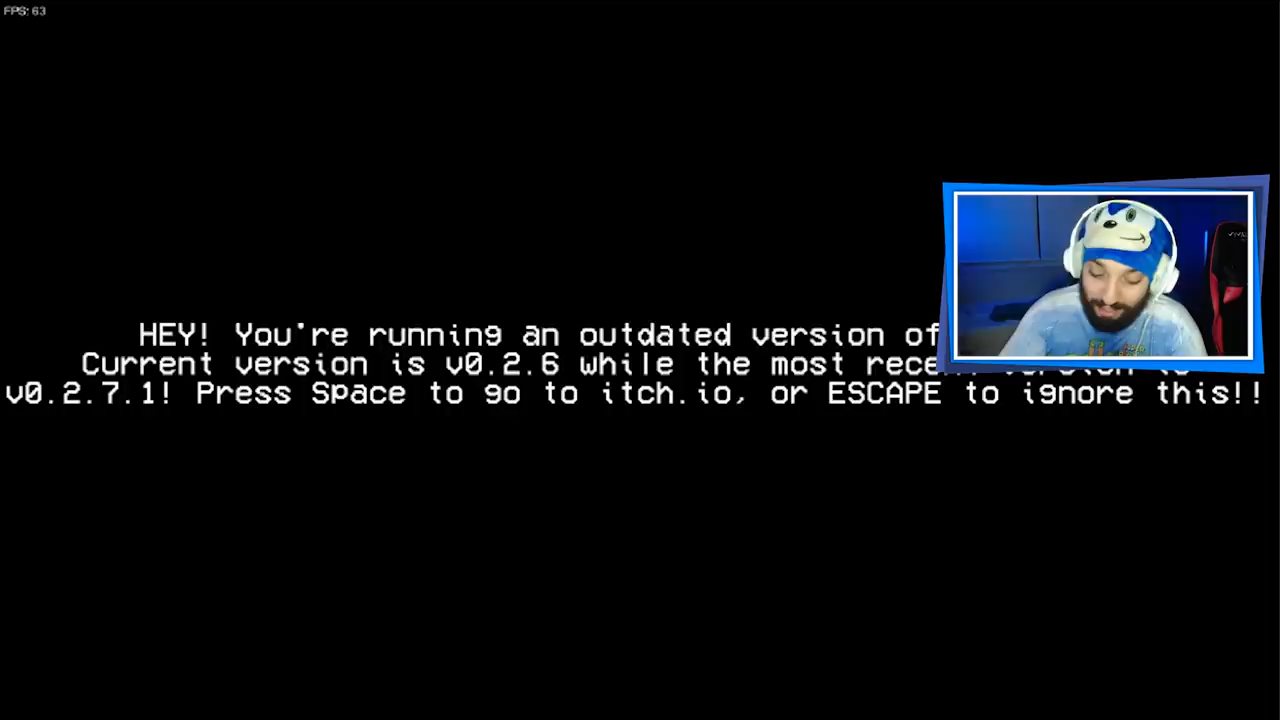 FPS: 63
HEY! You're running an outdated version of
Current version is v0.2.6 while the most
v0.2.7.1! Press Space to go to itch.io, or ESCAPE to ignore this!!